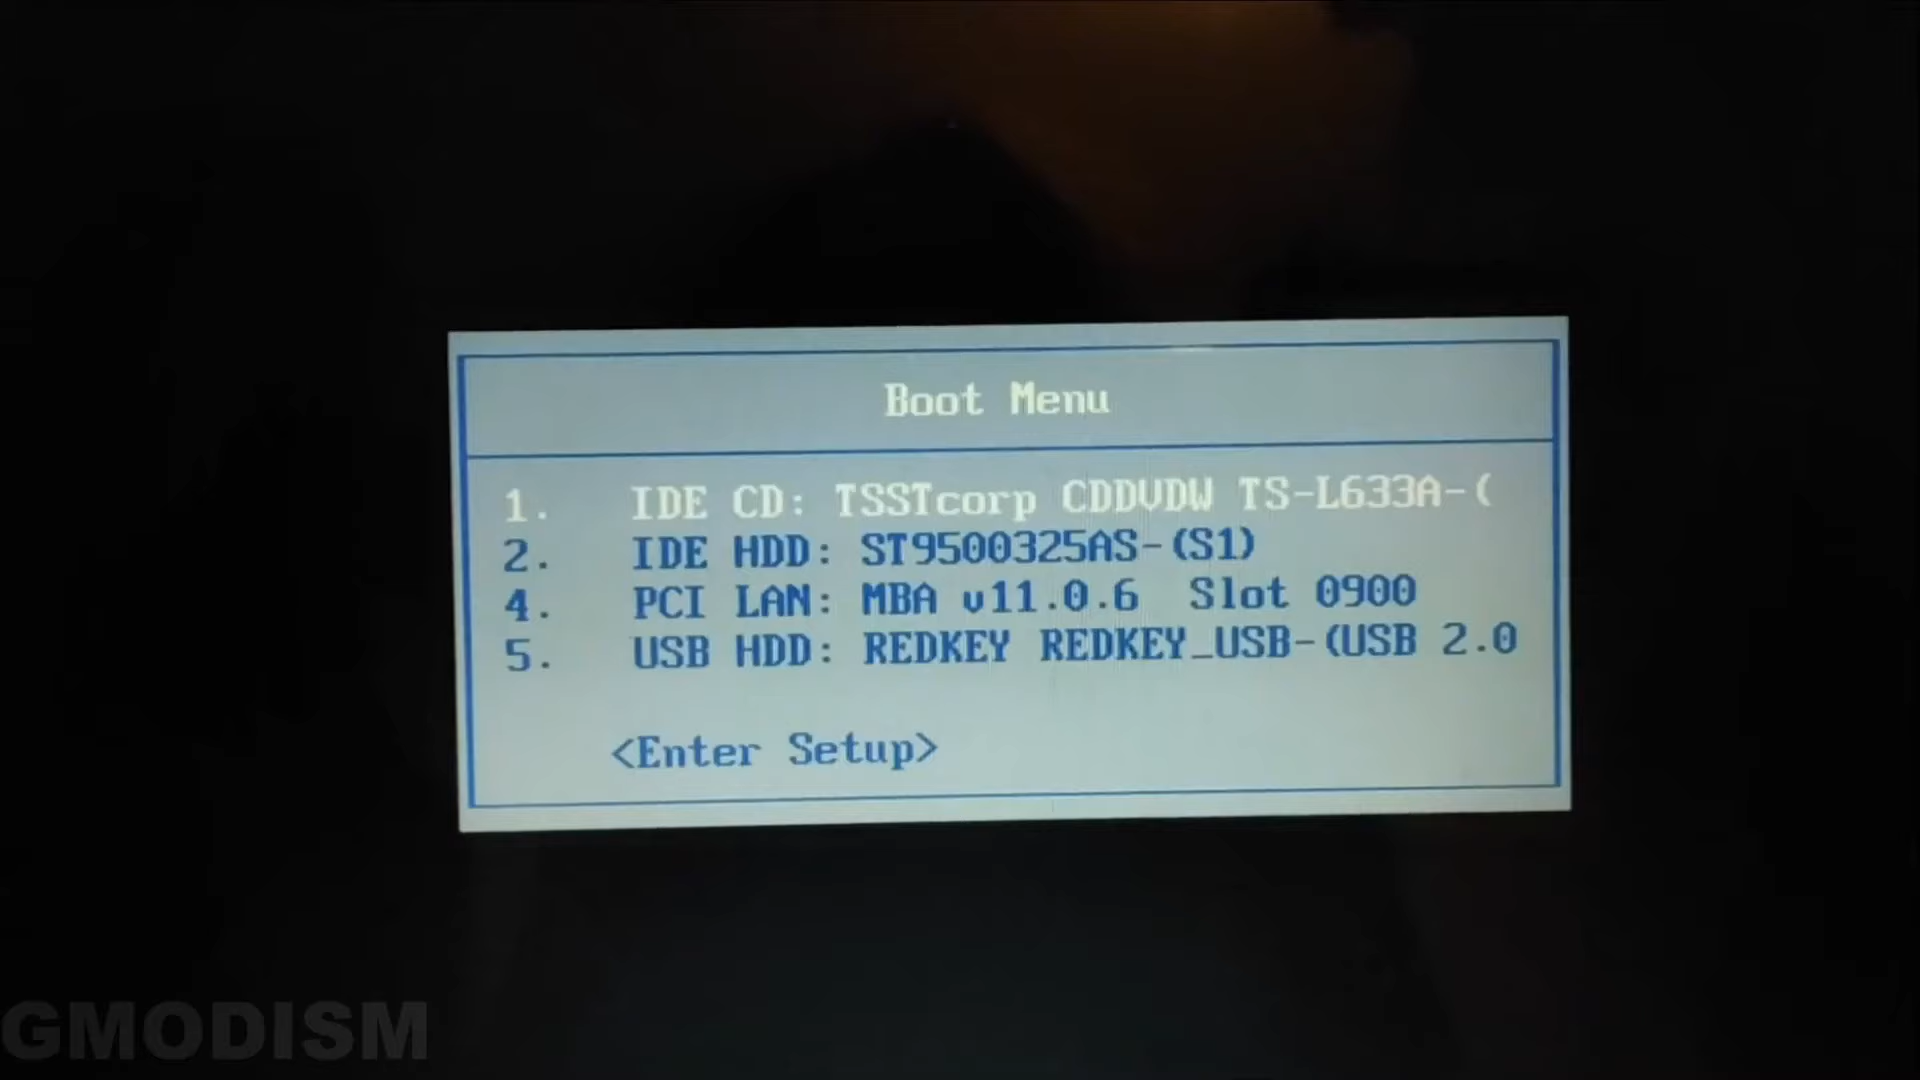 Boot Menu
1. IDE CD: TSSTcorp CDDVDW TS-L633A-(
2. IDE HDD: ST9500325AS-(S1)
4. PCI LAN: MBA v11.0.6 Slot 0900
5. USB HDD: REDKEY REDKEY_USB-(USB 2.0
<Enter Setup>
GMODISM